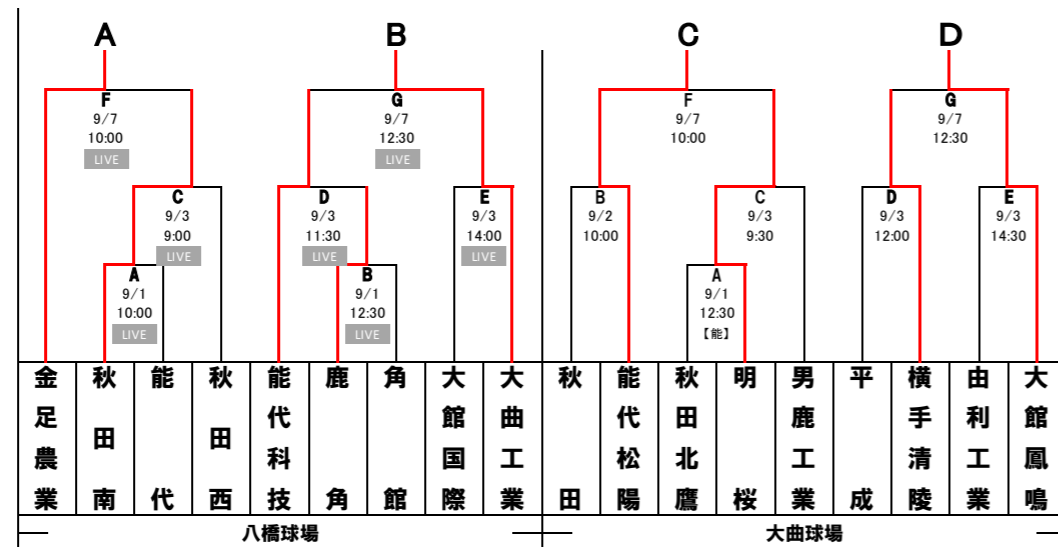 A B C D
F
9/7
10:00
LIVE
G
9/7
12:30
LIVE
F
9/7
10:00
G
9/7
12:30
C
9/3
9:00
LIVE
D
9/3
11:30
LIVE
E
9/3
14:00
LIVE
B
9/2
10:00
C
9/3
9:30
D
9/3
12:00
E
9/3
14:30
A
9/1
10:00
LIVE
B
9/1
12:30
LIVE
A
9/1
12:30
【能】
金足農業
秋田南
能代
秋田西
能代科技
鹿角
角館
大館国際
大曲工業
秋田
能代松陽
秋田北鷹
明桜
男鹿工業
平成
横手清陵
由利工業
大館鳳鳴
八橋球場
大曲球場